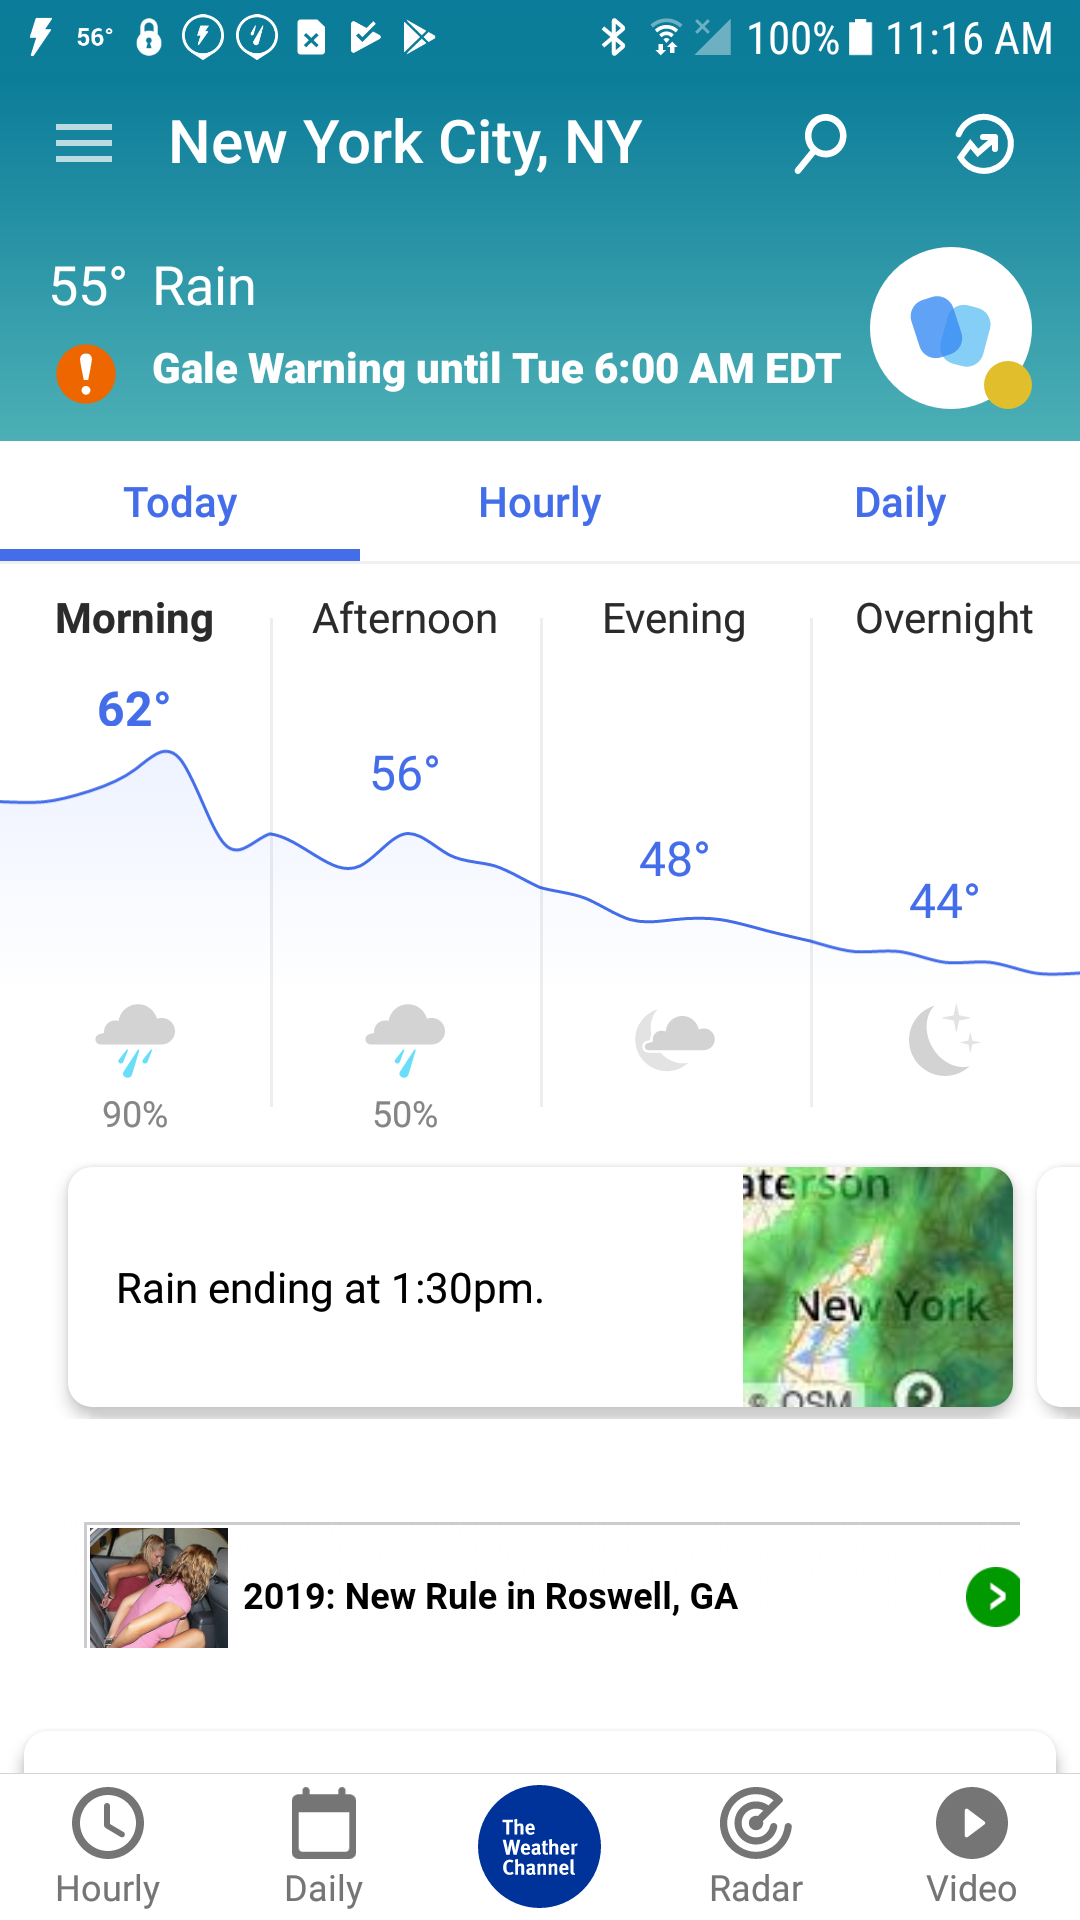 56°
100% 11:16 AM
New York City, NY
55° Rain
Gale Warning until Tue 6:00 AM EDT
Today Hourly Daily
Morning Afternoon Evening Overnight
62°
56°
48°
44°
90% 50%
aterson
Rain ending at 1:30pm.
New York
© OSM
2019: New Rule in Roswell, GA
The
Weather
Channel
Hourly Daily Radar Video